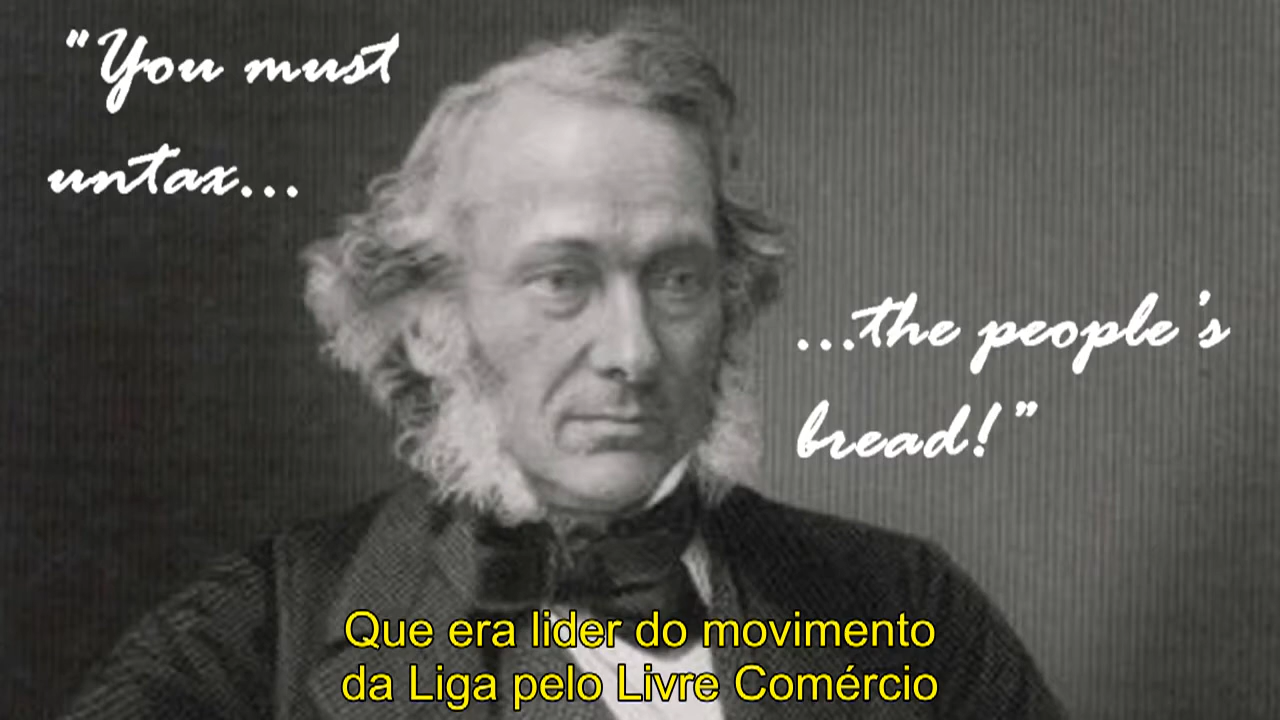 “You must
untax...
...the people’s
bread!”
Que era lider do movimento
da Liga pelo Livre Comércio